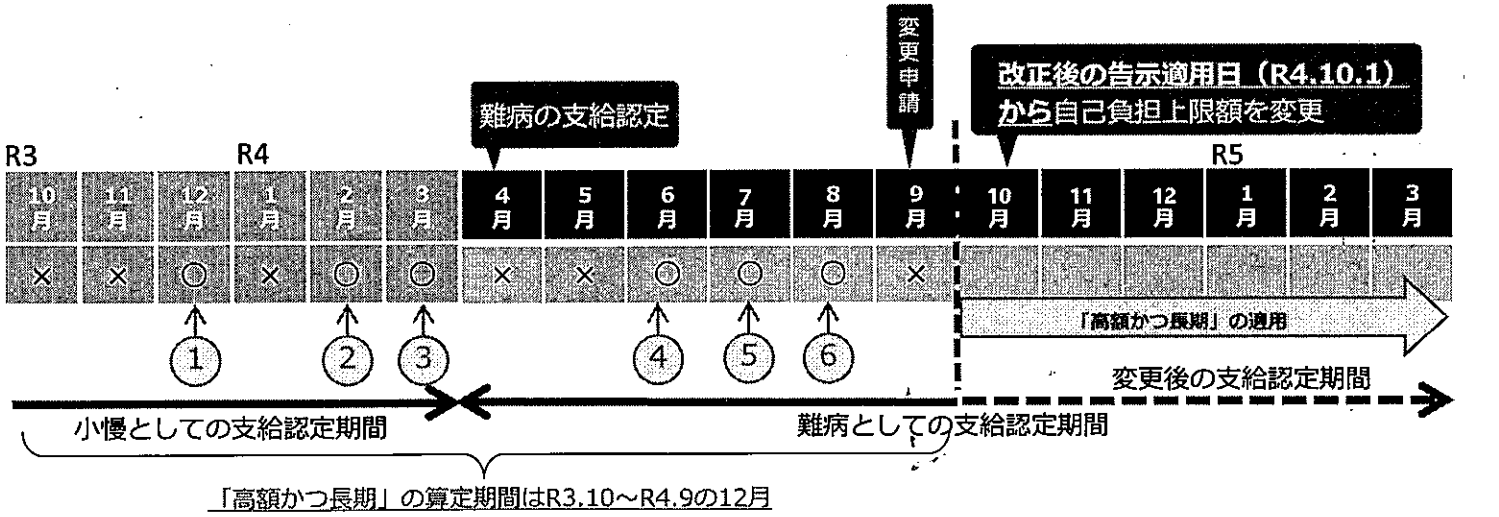 変更申請
改正後の告示適用日（R4.10.1）
から自己負担上限額を変更
難病の支給認定
R3 R4 R5
10月 11月 12月 1月 2月 3月 4月 5月 6月 7月 8月 9月 10月 11月 12月 1月 2月 3月
× × ○ × ○ ○ × × ○ ○ ○ ×
「高額かつ長期」の適用
① ② ③ ④ ⑤ ⑥
変更後の支給認定期間
小慢としての支給認定期間 難病としての支給認定期間
「高額かつ長期」の算定期間はR3.10～R4.9の12月